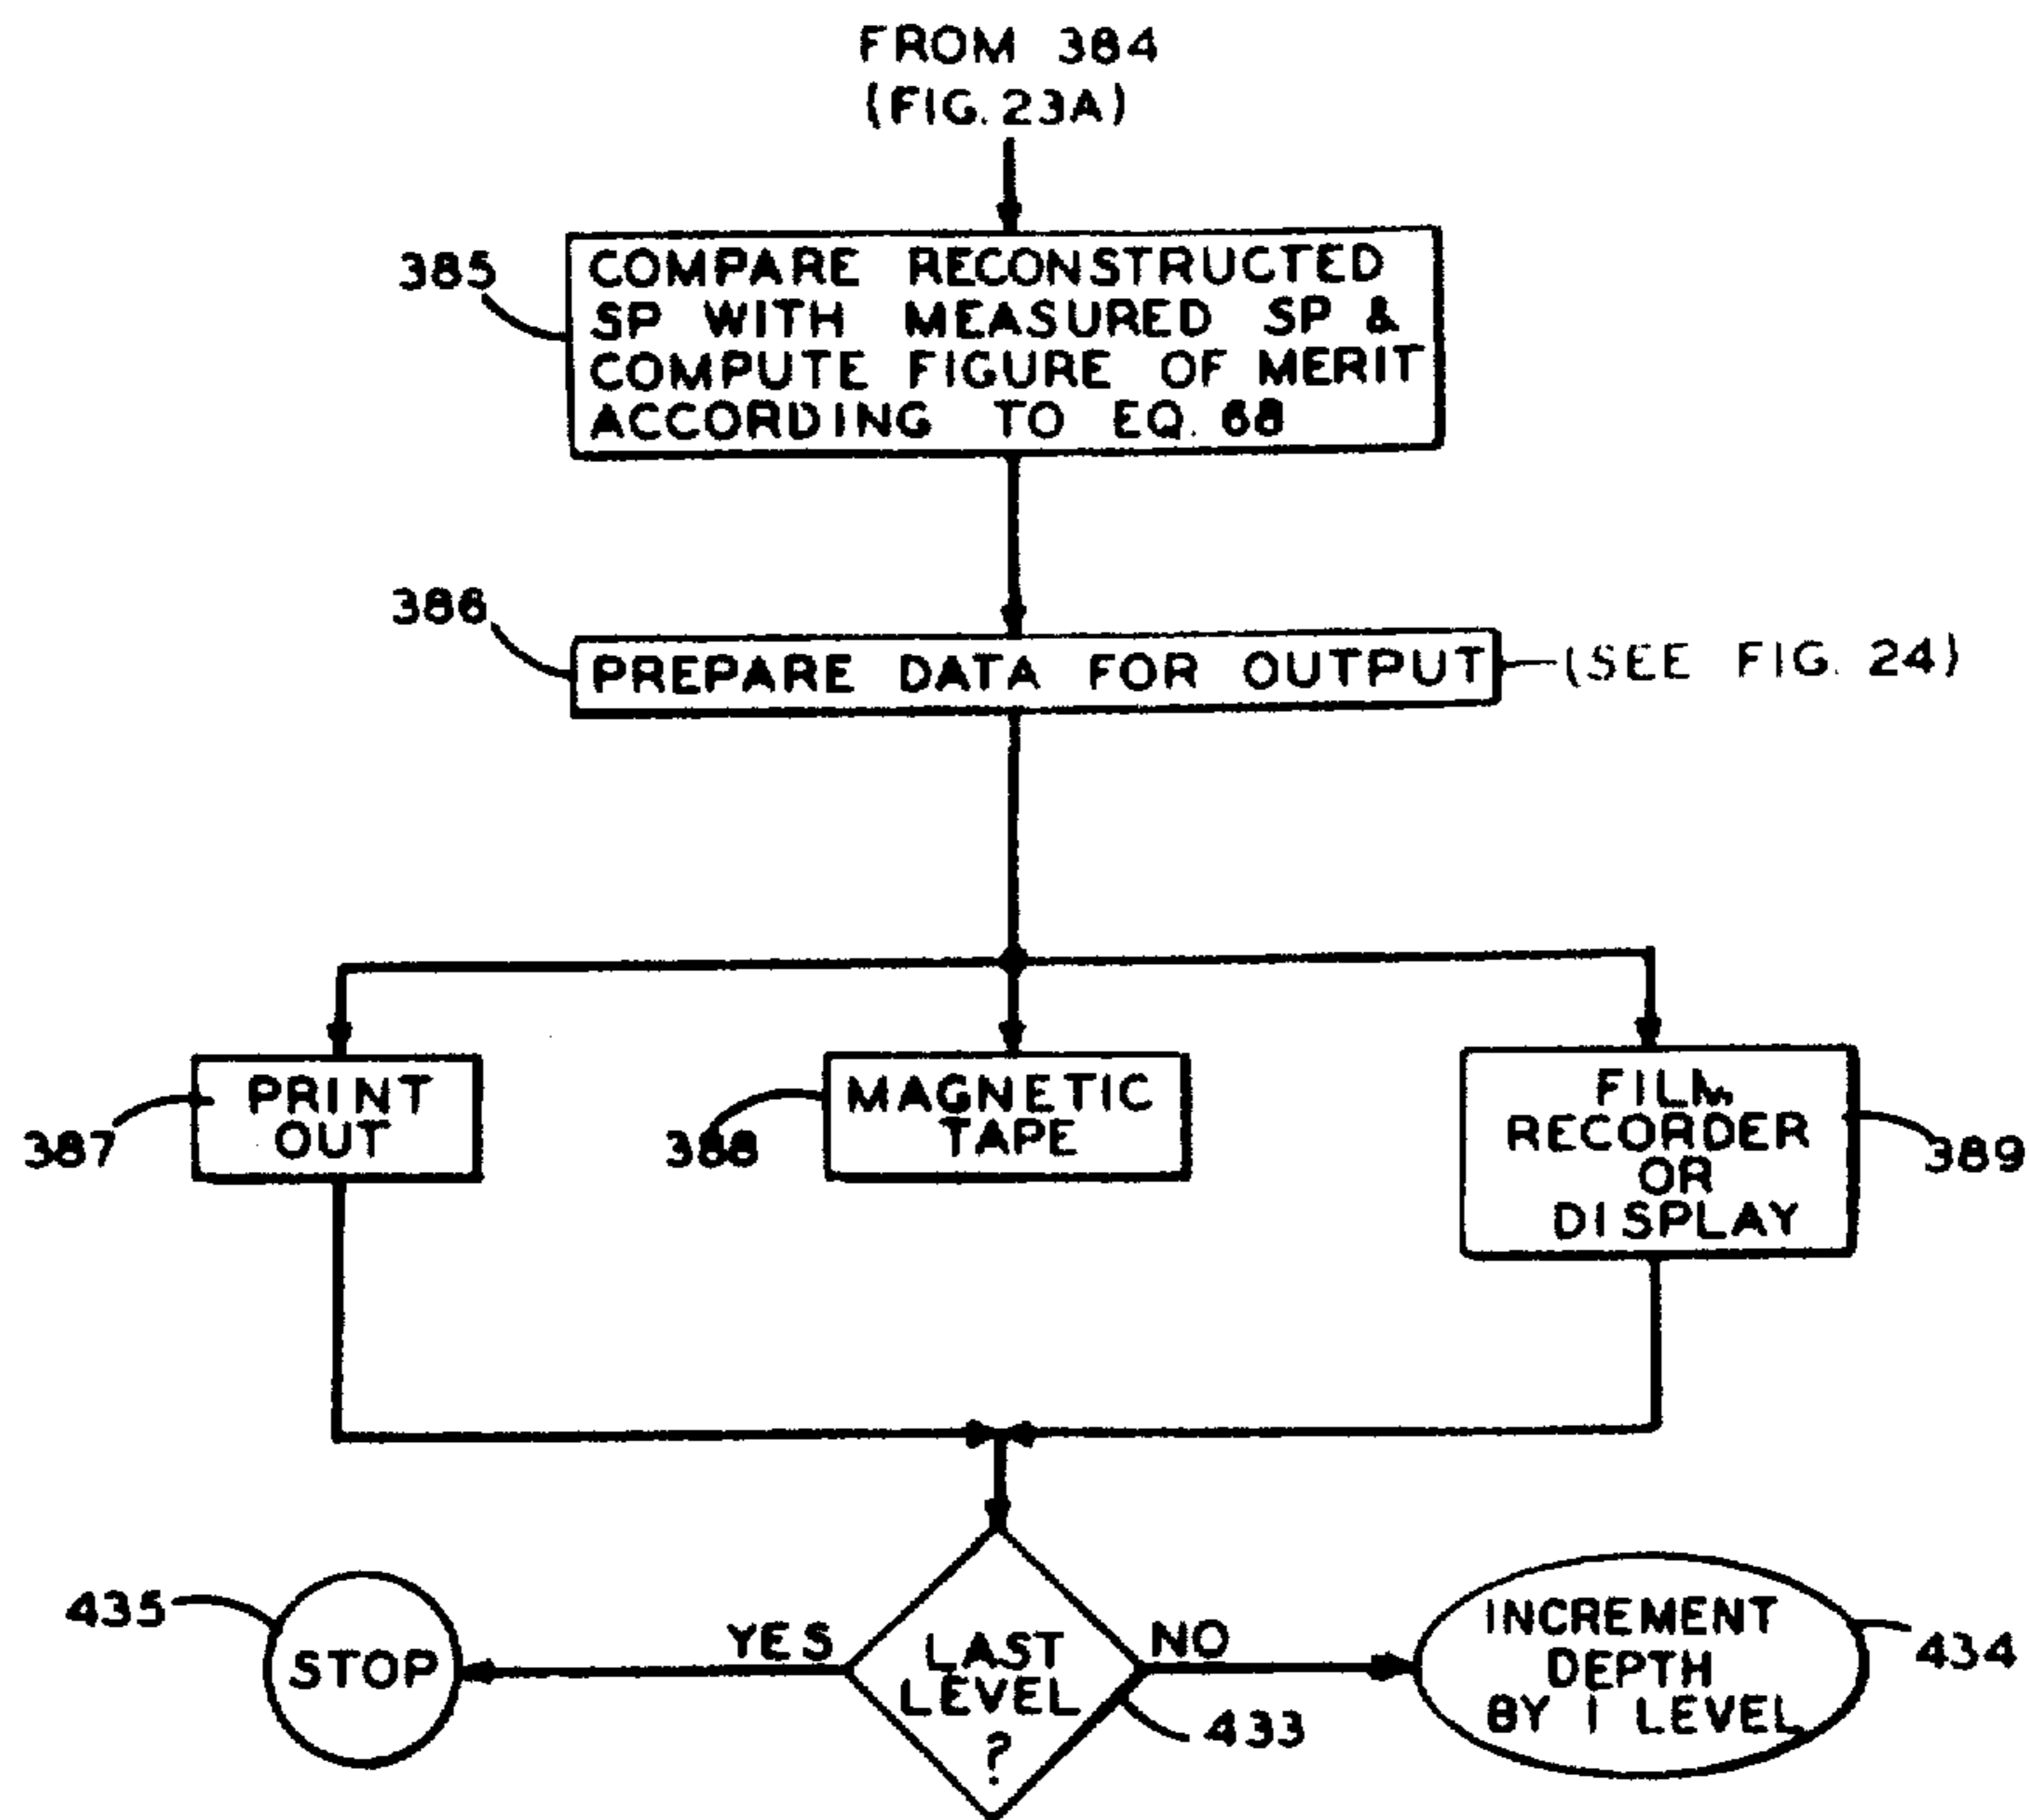 FROM 384
(FIG. 23A)
385
COMPARE RECONSTRUCTED
SP WITH MEASURED SP &
COMPUTE FIGURE OF MERIT
ACCORDING TO EQ. 68
386
PREPARE DATA FOR OUTPUT
(SEE FIG. 24)
PRINT
OUT
387
MAGNETIC
TAPE
388
FILM
RECORDER
OR
DISPLAY
389
435
STOP
YES
LAST
LEVEL
?
NO
433
INCREMENT
DEPTH
BY 1 LEVEL
434